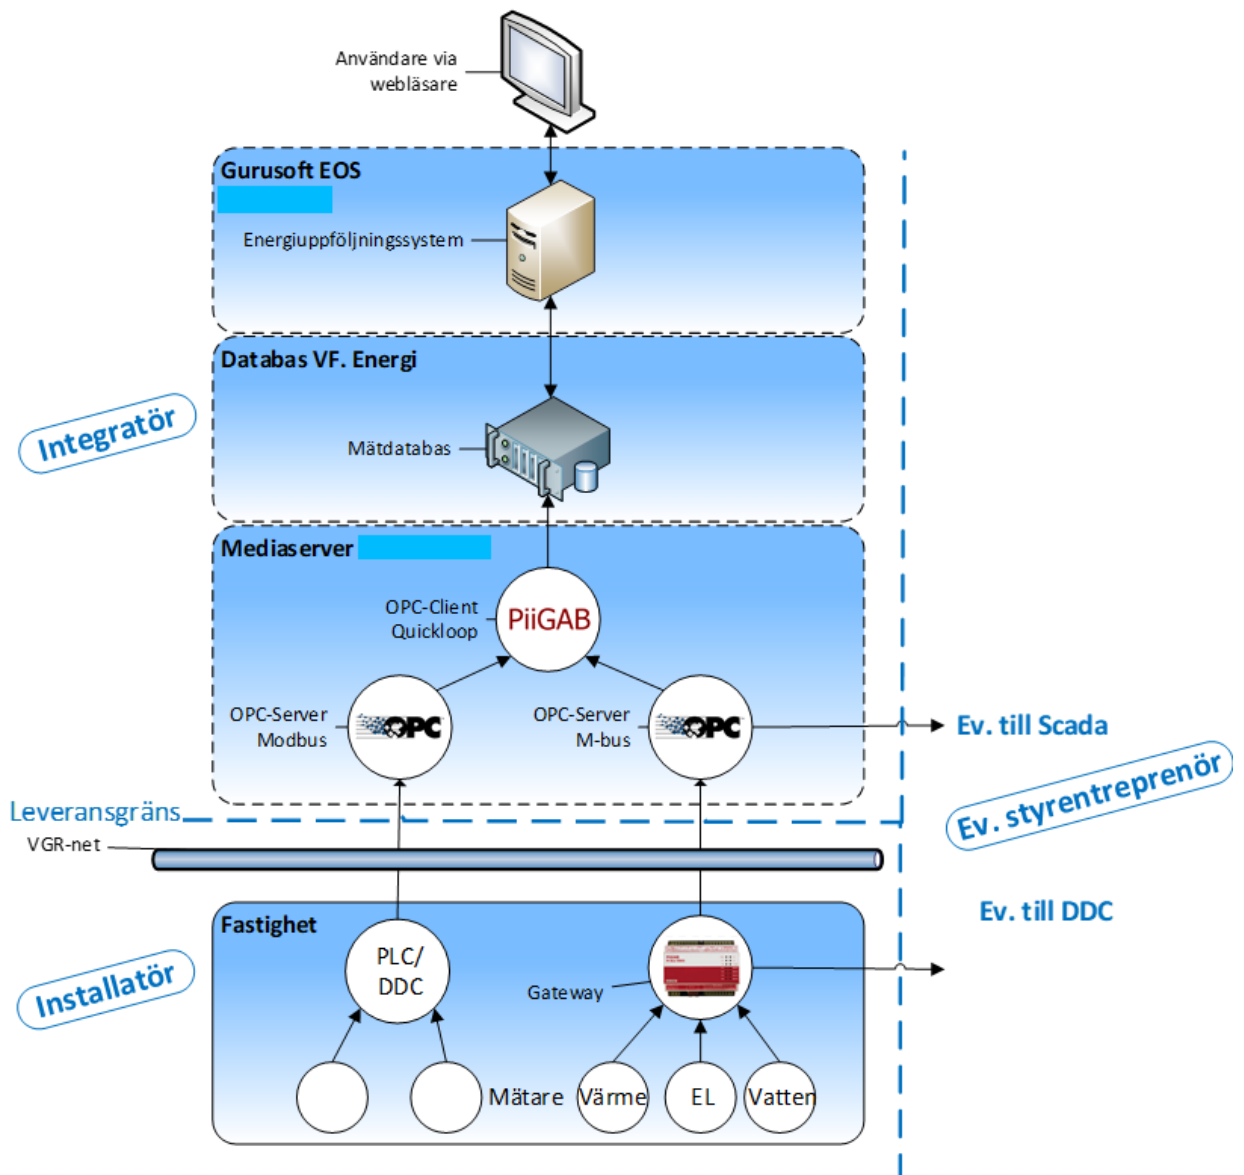 Användare via
webläsare
Gurusoft EOS
Energiuppföljningssystem
Databas VF. Energi
Integratör
Mätdatabas
Mediaserver
OPC-Client
Quickloop
PiiGAB
OPC-Server
Modbus
OPC
OPC-Server
M-bus
OPC
Ev. till Scada
Ev. styrentreprenör
Leveransgräns
VGR-net
Ev. till DDC
Fastighet
PLC/
DDC
Gateway
Installatör
Mätare
Värme
EL
Vatten